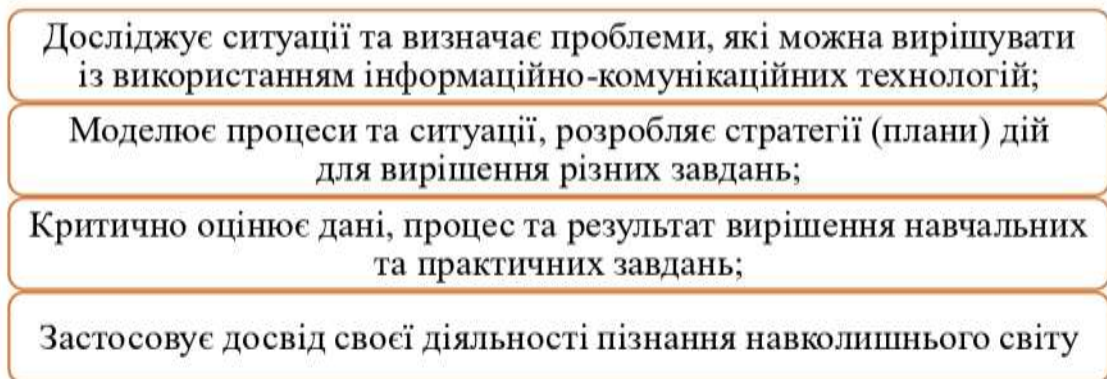 Досліджує ситуації та визначає проблеми, які можна вирішувати
із використанням інформаційно-комунікаційних технологій;
Моделює процеси та ситуації, розробляє стратегії (плани) дій
для вирішення різних завдань;
Критично оцінює дані, процес та результат вирішення навчальних
та практичних завдань;
Застосовує досвід своєї діяльності пізнання навколишнього світу